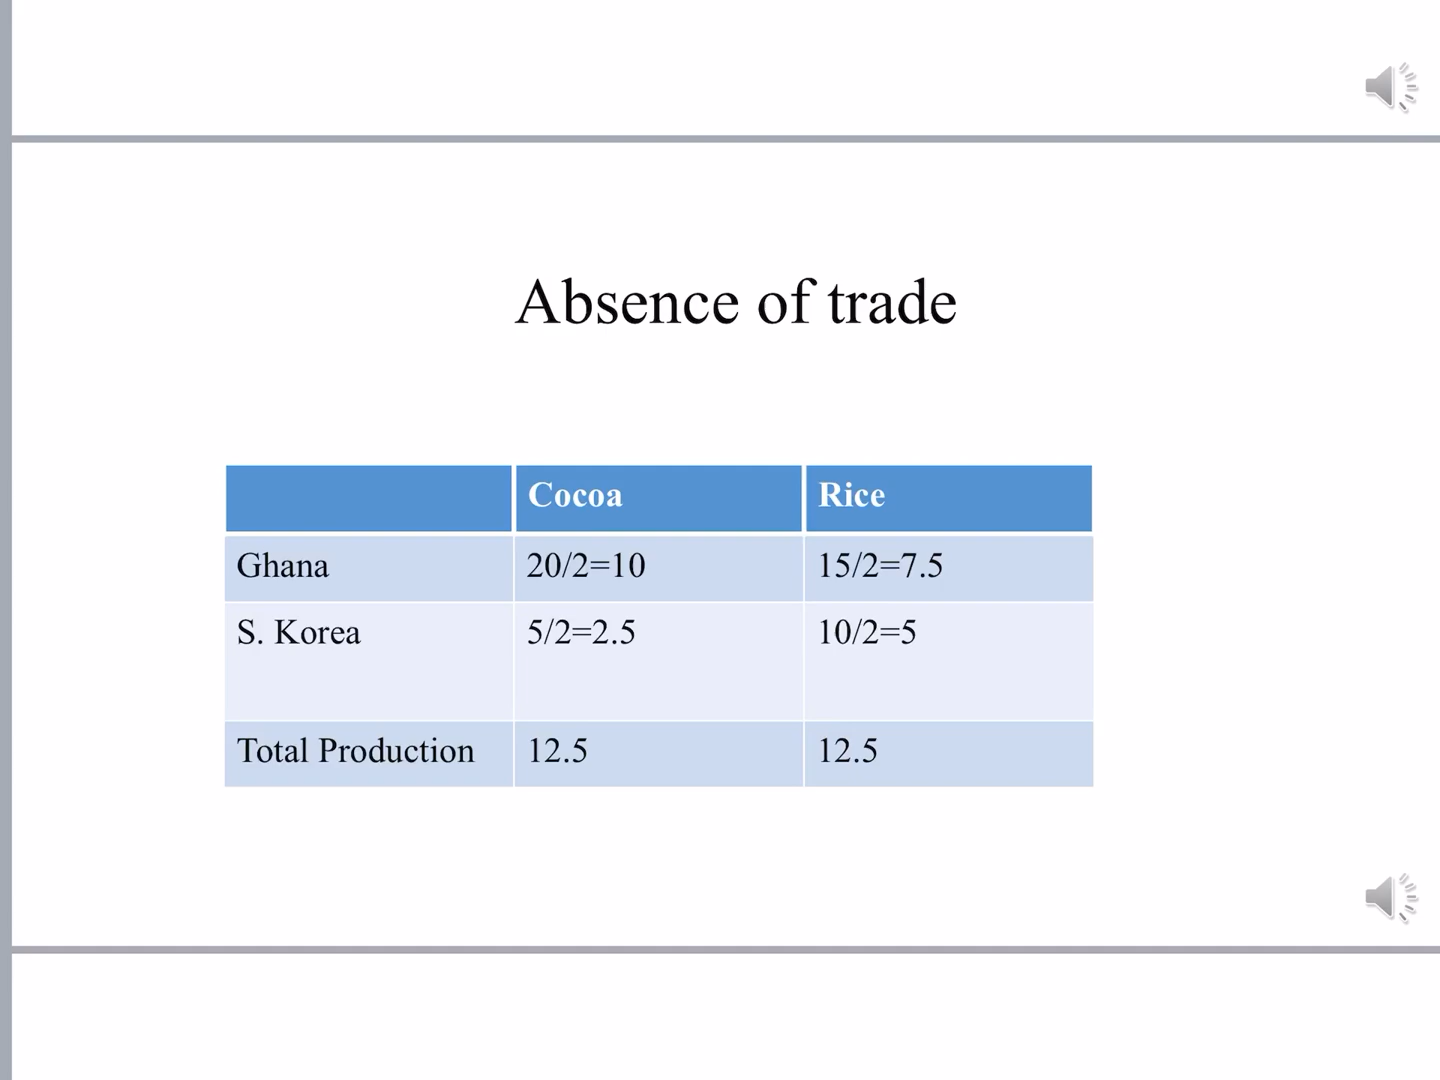 Absence of trade
Cocoa Rice
Ghana 20/2=10 15/2=7.5
S. Korea 5/2=2.5 10/2=5
Total Production 12.5 12.5